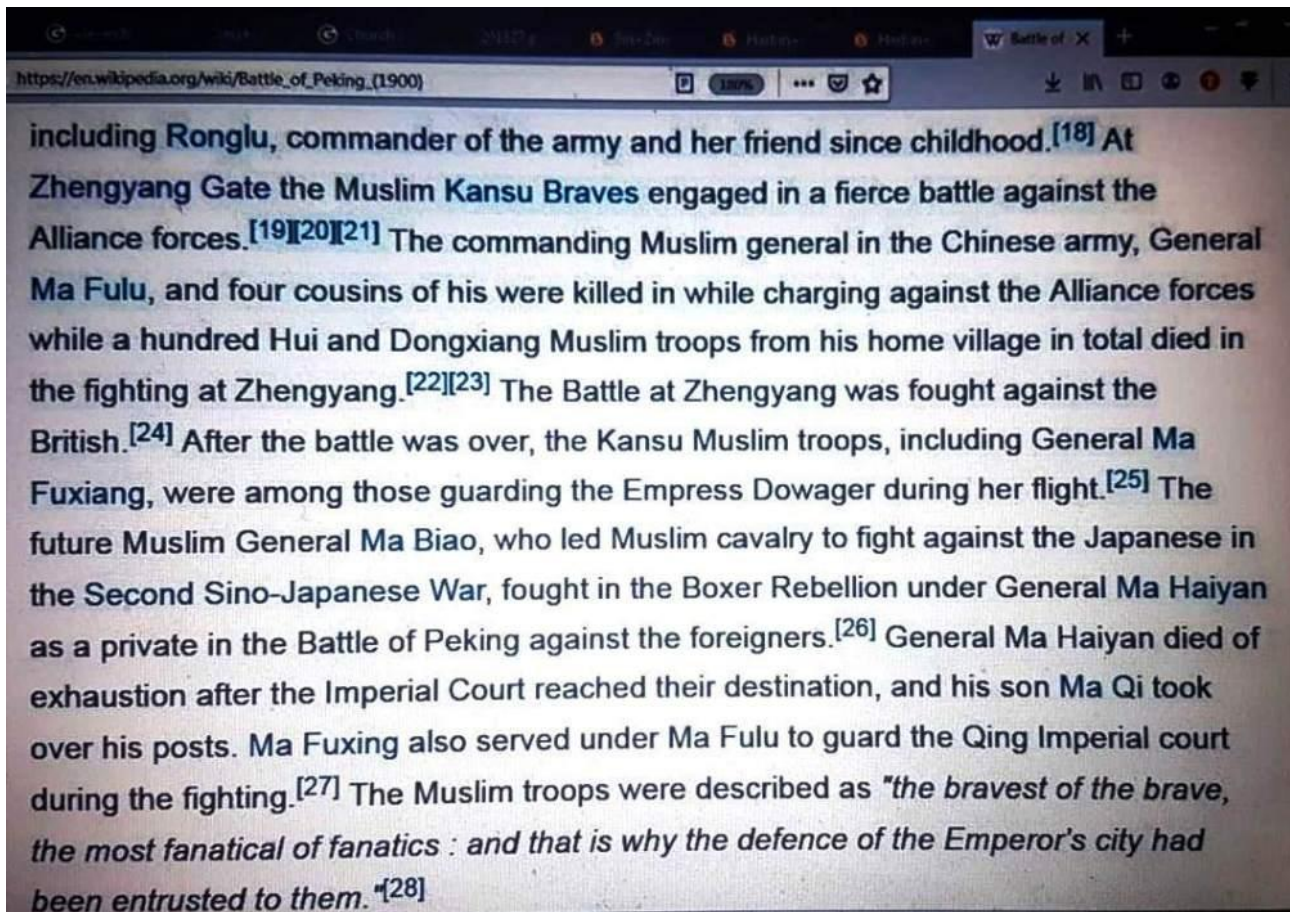 W Battle of X +
https://en.wikipedia.org/wiki/Battle_of_Peking_(1900)
including Ronglu, commander of the army and her friend since childhood.[18] At
Zhengyang Gate the Muslim Kansu Braves engaged in a fierce battle against the
Alliance forces.[19][20][21] The commanding Muslim general in the Chinese army, General
Ma Fulu, and four cousins of his were killed in while charging against the Alliance forces
while a hundred Hui and Dongxiang Muslim troops from his home village in total died in
the fighting at Zhengyang.[22][23] The Battle at Zhengyang was fought against the
British.[24] After the battle was over, the Kansu Muslim troops, including General Ma
Fuxiang, were among those guarding the Empress Dowager during her flight.[25] The
future Muslim General Ma Biao, who led Muslim cavalry to fight against the Japanese in
the Second Sino-Japanese War, fought in the Boxer Rebellion under General Ma Haiyan
as a private in the Battle of Peking against the foreigners.[26] General Ma Haiyan died of
exhaustion after the Imperial Court reached their destination, and his son Ma Qi took
over his posts. Ma Fuxing also served under Ma Fulu to guard the Qing Imperial court
during the fighting.[27] The Muslim troops were described as "the bravest of the brave,
the most fanatical of fanatics : and that is why the defence of the Emperor's city had
been entrusted to them."[28]